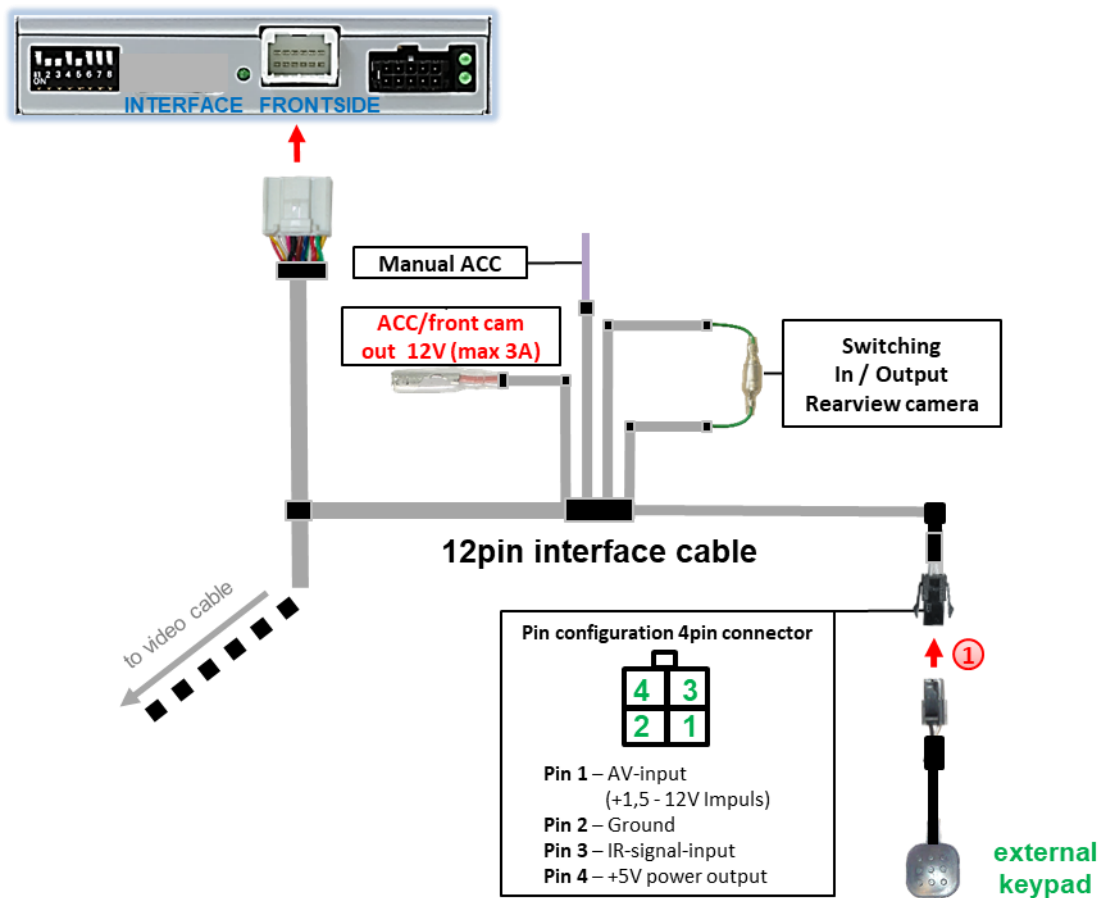 1 2 3 4 5 6 7 8
ON
INTERFACE FRONTSIDE
Manual ACC
ACC/front cam
out 12V (max 3A)
Switching
In / Output
Rearview camera
12pin interface cable
to video cable
Pin configuration 4pin connector
4 3
2 1
Pin 1 – AV-input
(+1,5 - 12V Impuls)
Pin 2 – Ground
Pin 3 – IR-signal-input
Pin 4 – +5V power output
1
external
keypad